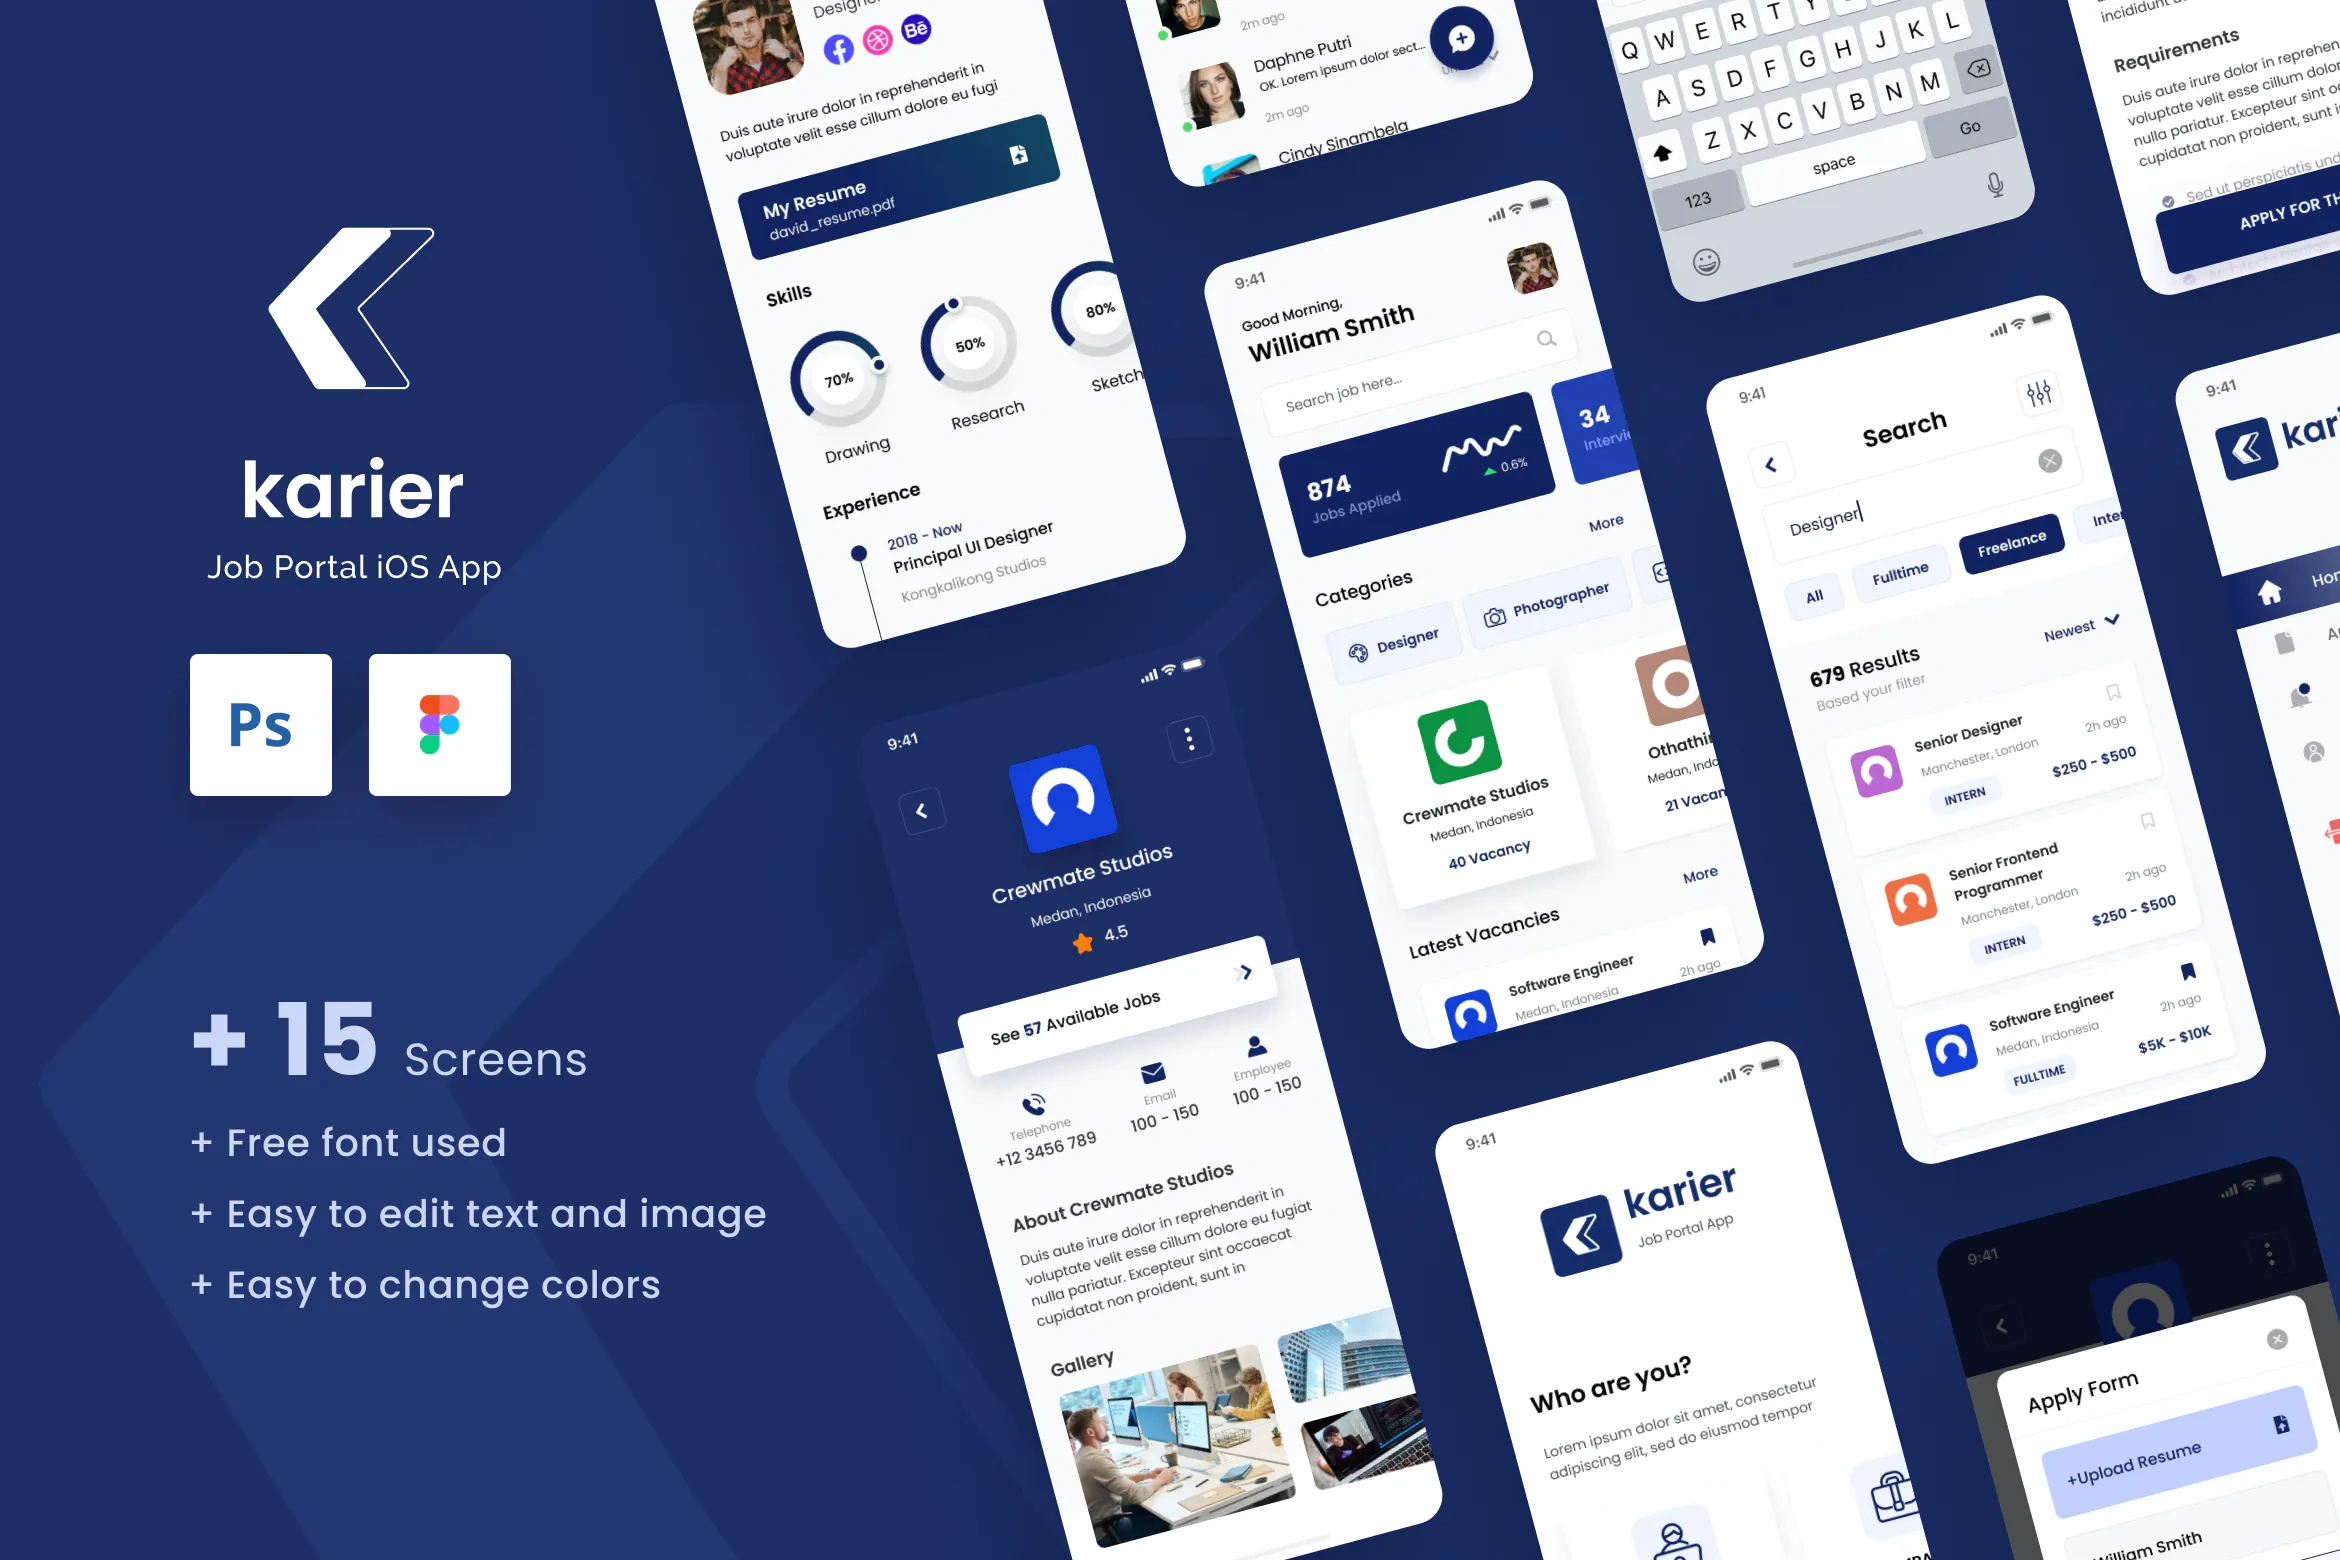 karier
Job Portal iOS App
Ps
+ 15 Screens
+ Free font used
+ Easy to edit text and image
+ Easy to change colors
Designer
Bē
Duis aute irure dolor in reprehenderit in
voluptate velit esse cillum dolore eu fugi
My Resume
david_resume.pdf
Skills
70%
50%
80%
Drawing
Research
Sketch
Experience
2018 - Now
Principal UI Designer
Kongkalikong Studios
2m ago
Daphne Putri
OK. Lorem ipsum dolor sect...
2m ago
Cindy Sinambela
Q W E R T Y
A S D F G H J K L
Z X C V B N M
123
space
Go
incididunt
Requirements
Duis aute irure dolor in reprehen
voluptate velit esse cillum dolore
nulla pariatur. Excepteur sint oc
cupidatat non proident, sunt i
Sed ut perspiciatis und
APPLY FOR TH
9:41
Good Morning,
William Smith
Search job here...
874
Jobs Applied
0.6%
34
Intervie
More
Categories
Designer
Photographer
Crewmate Studios
Medan, Indonesia
40 Vacancy
Othathin
Medan, Indo
21 Vacan
More
Latest Vacancies
Software Engineer
2h ago
Medan, Indonesia
9:41
Search
Designer
All
Fulltime
Freelance
Inter
Newest
679 Results
Based your filter
Senior Designer
2h ago
Manchester, London
$250 - $500
INTERN
Senior Frontend
Programmer
2h ago
Manchester, London
$250 - $500
INTERN
Software Engineer
2h ago
Medan, Indonesia
$5K - $10K
FULLTIME
9:41
kari
Hom
9:41
Crewmate Studios
Medan, Indonesia
4.5
See 57 Available Jobs
Telephone
+12 3456 789
Email
100 - 150
Employee
100 - 150
About Crewmate Studios
Duis aute irure dolor in reprehenderit in
voluptate velit esse cillum dolore eu fugiat
nulla pariatur. Excepteur sint occaecat
cupidatat non proident, sunt in
Gallery
9:41
karier
Job Portal App
Who are you?
Lorem ipsum dolor sit amet, consectetur
adipiscing elit, sed do eiusmod tempor
9:41
Apply Form
+Upload Resume
William Smith